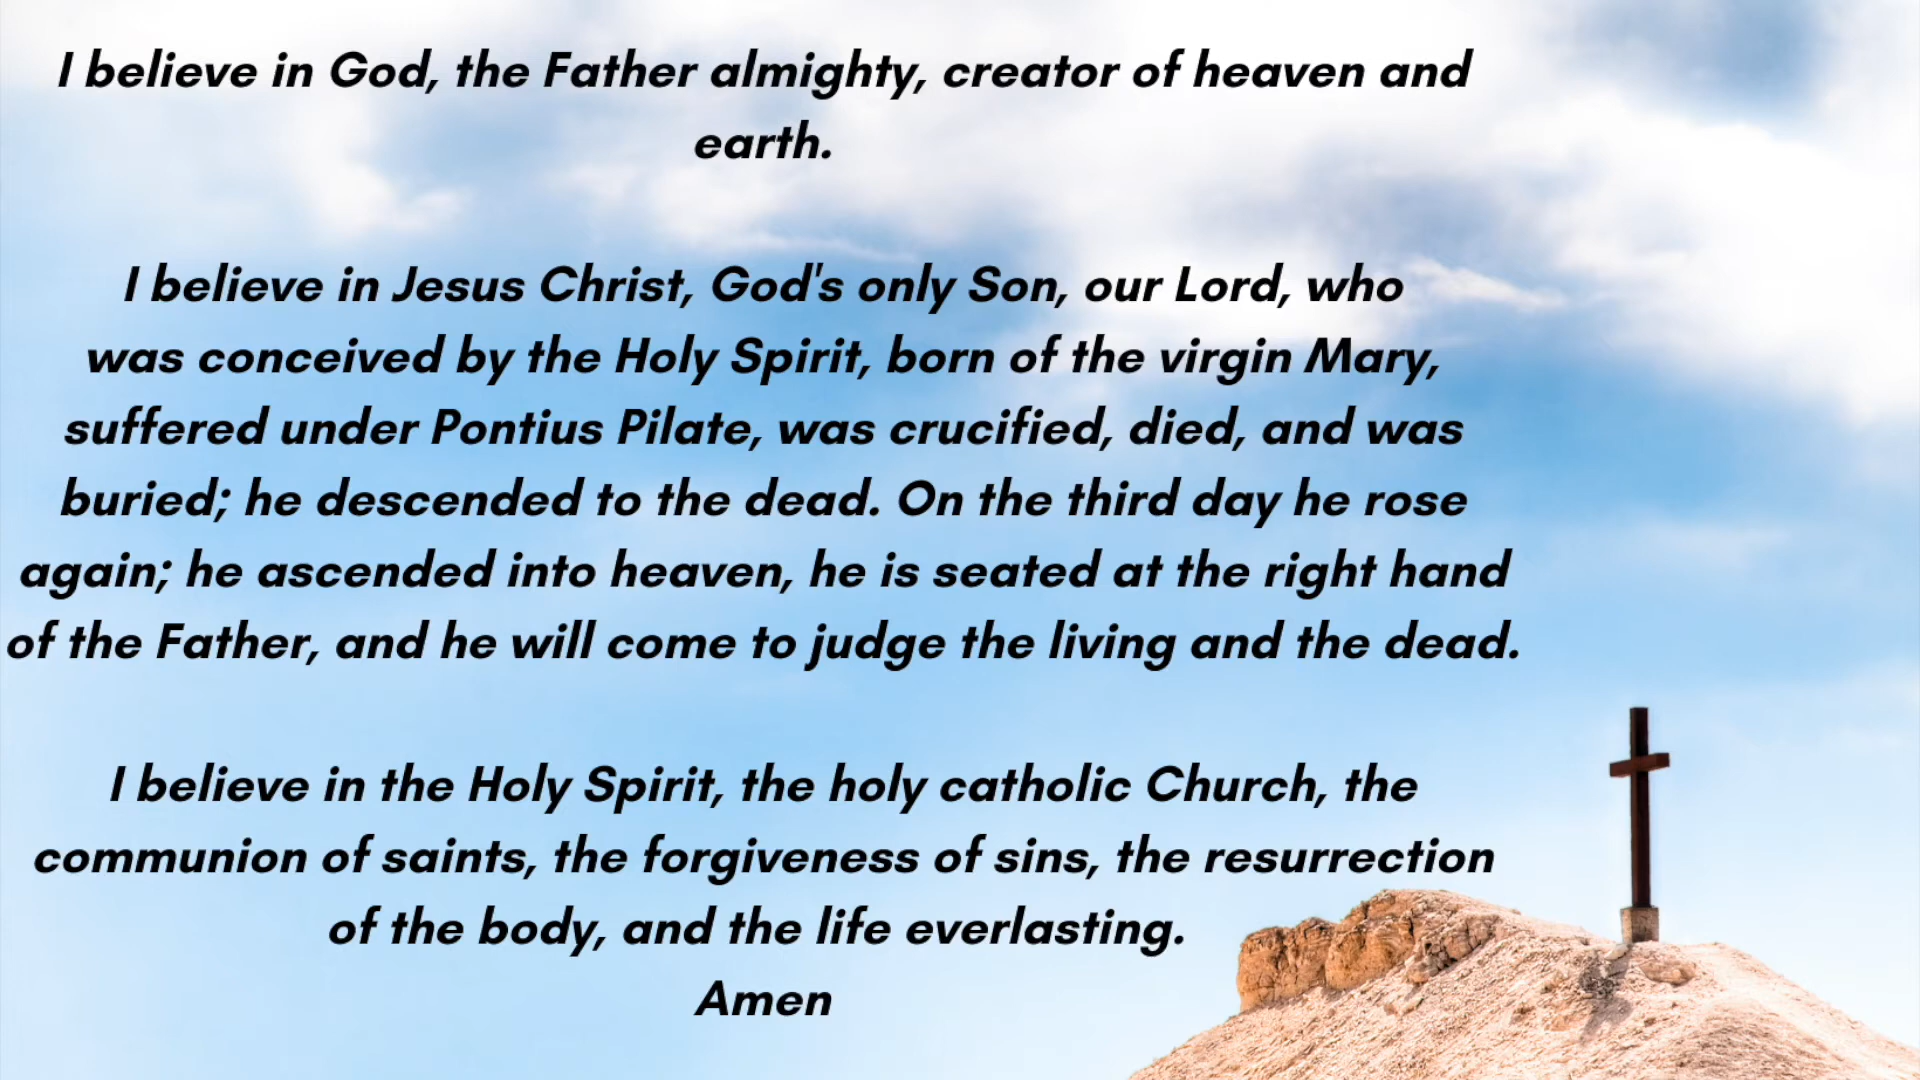 I believe in God, the Father almighty, creator of heaven and
earth.
I believe in Jesus Christ, God's only Son, our Lord, who
was conceived by the Holy Spirit, born of the virgin Mary,
suffered under Pontius Pilate, was crucified, died, and was
buried; he descended to the dead. On the third day he rose
again; he ascended into heaven, he is seated at the right hand
of the Father, and he will come to judge the living and the dead.
I believe in the Holy Spirit, the holy catholic Church, the
communion of saints, the forgiveness of sins, the resurrection
of the body, and the life everlasting.
Amen